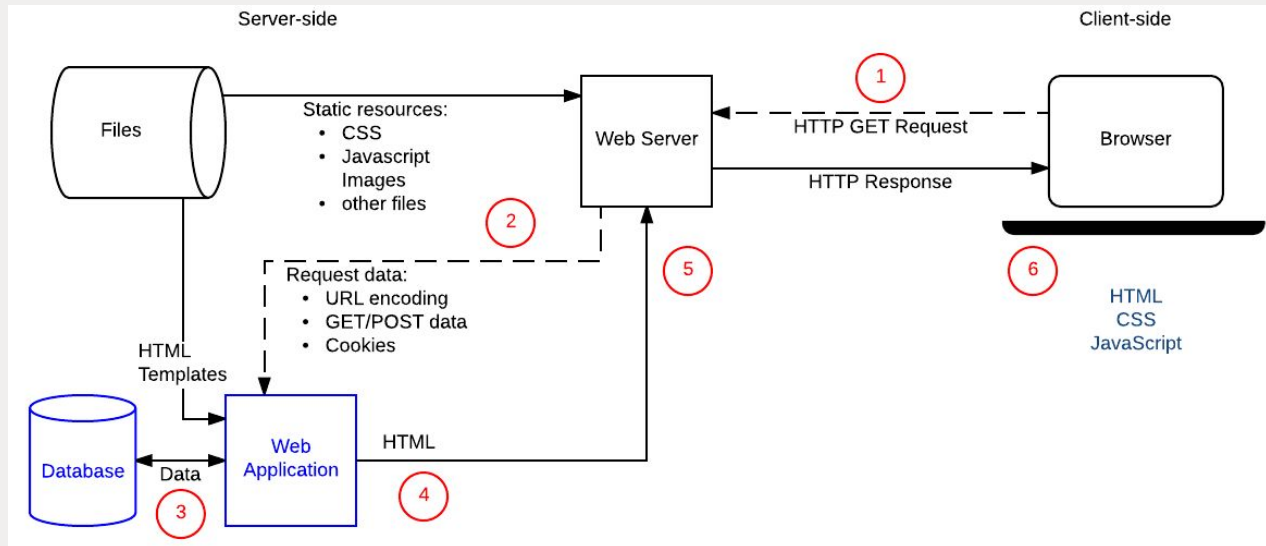 Server-side
Client-side
Files
Static resources:
• CSS
• Javascript
Images
• other files
Web Server
1
HTTP GET Request
HTTP Response
Browser
2
Request data:
• URL encoding
• GET/POST data
• Cookies
5
6
HTML
CSS
JavaScript
HTML
Templates
Database
Data
3
Web
Application
HTML
4